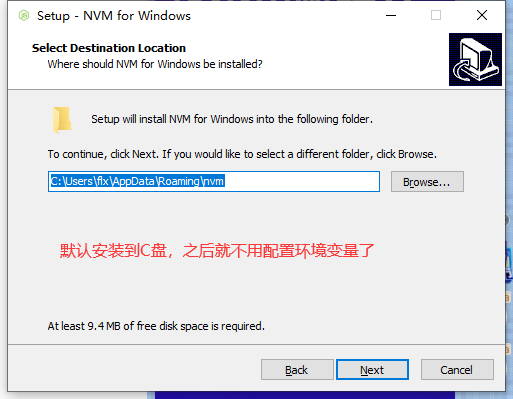 Setup - NVM for Windows
Select Destination Location
Where should NVM for Windows be installed?
Setup will install NVM for Windows into the following folder.
To continue, click Next. If you would like to select a different folder, click Browse.
C:\Users\flx\AppData\Roaming\nvm
Browse...
默认安装到C盘，之后就不用配置环境变量了
At least 9.4 MB of free disk space is required.
Back
Next
Cancel